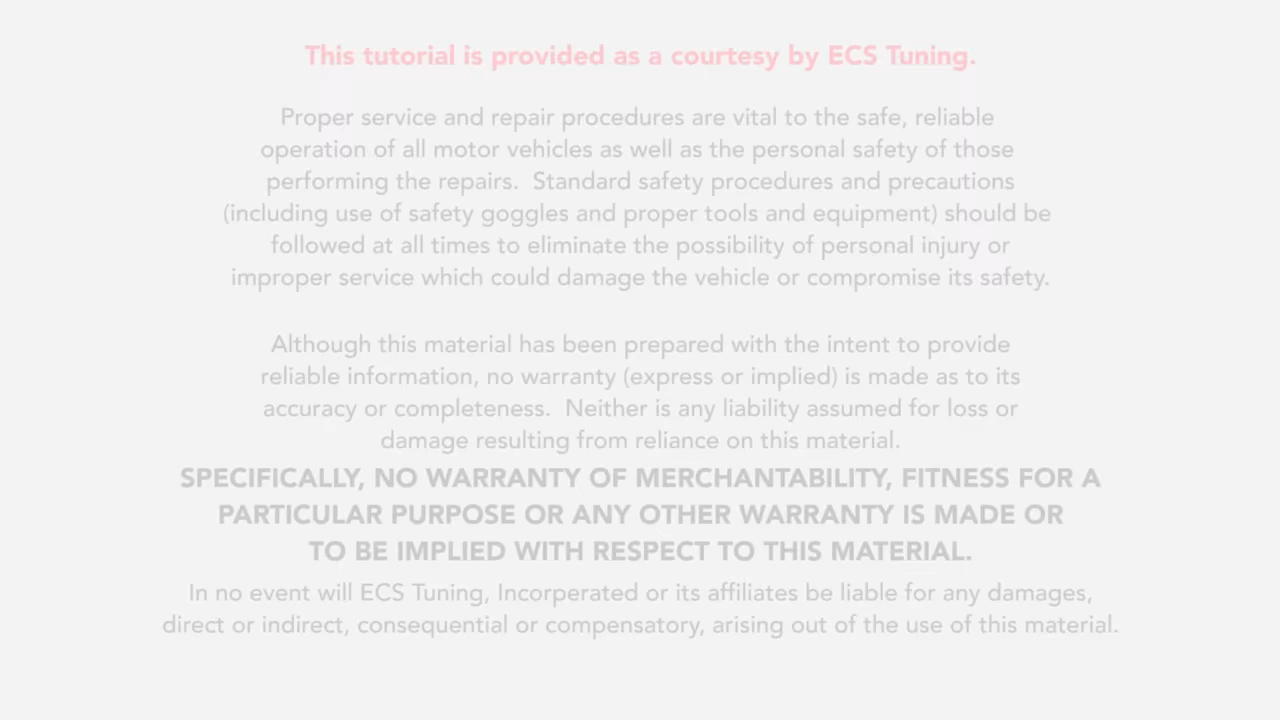 This tutorial is provided as a courtesy by ECS Tuning.
Proper service and repair procedures are vital to the safe, reliable
operation of all motor vehicles as well as the personal safety of those
performing the repairs.  Standard safety procedures and precautions
(including use of safety goggles and proper tools and equipment) should be
followed at all times to eliminate the possibility of personal injury or
improper service which could damage the vehicle or compromise its safety.
Although this material has been prepared with the intent to provide
reliable information, no warranty (express or implied) is made as to its
accuracy or completeness.  Neither is any liability assumed for loss or
damage resulting from reliance on this material.
SPECIFICALLY, NO WARRANTY OF MERCHANTABILITY, FITNESS FOR A
PARTICULAR PURPOSE OR ANY OTHER WARRANTY IS MADE OR
TO BE IMPLIED WITH RESPECT TO THIS MATERIAL.
In no event will ECS Tuning, Incorperated or its affiliates be liable for any damages,
direct or indirect, consequential or compensatory, arising out of the use of this material.